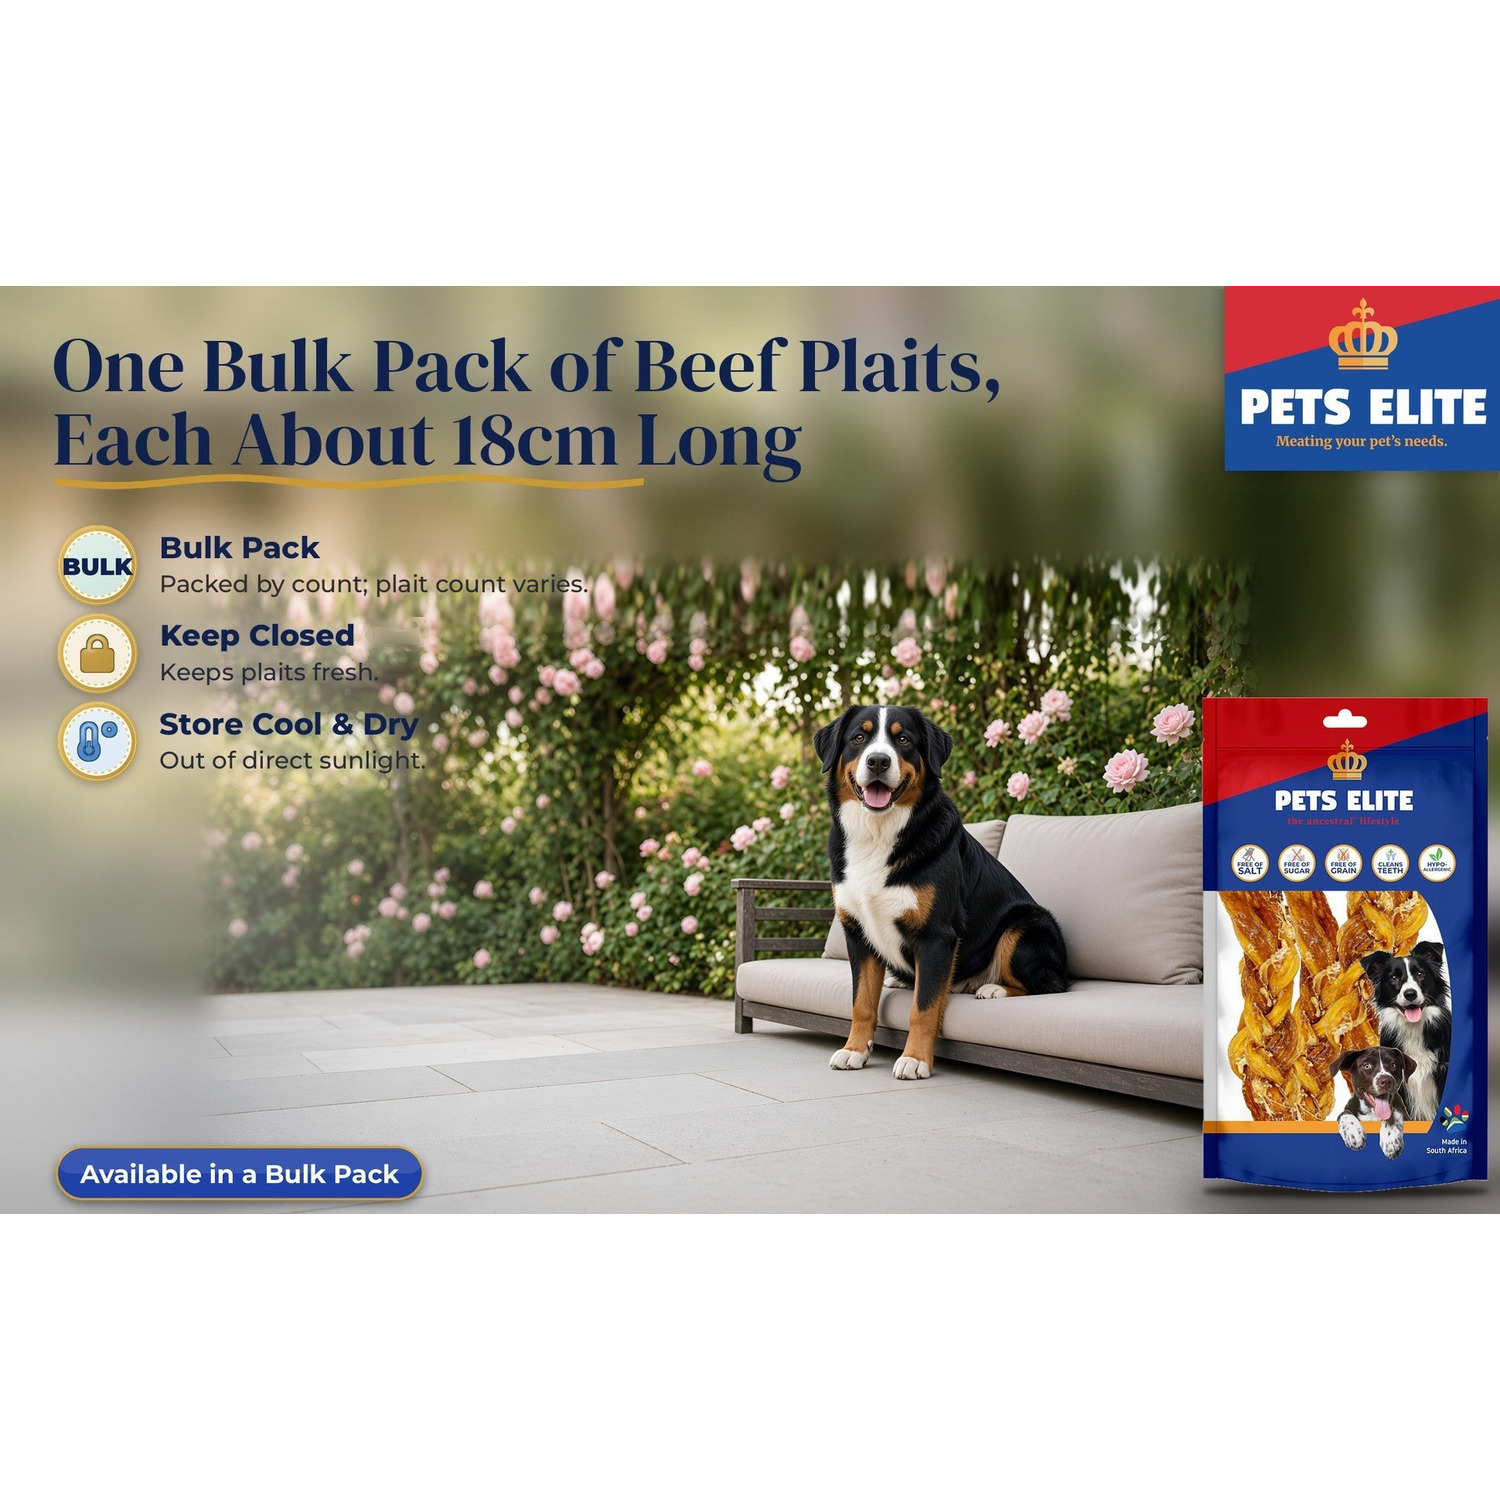 One Bulk Pack of Beef Plaits,
Each About 18cm Long
PETS ELITE
Meating your pet's needs.
BULK
Bulk Pack
Packed by count; plait count varies.
Keep Closed
Keeps plaits fresh.
Store Cool & Dry
Out of direct sunlight.
PETS ELITE
the ancestral™ lifestyle
FREE OF
SALT
FREE OF
SUGAR
FREE OF
GRAIN
CLEANS
TEETH
HYPO-
ALLERGENIC
Made in
South Africa
Available in a Bulk Pack